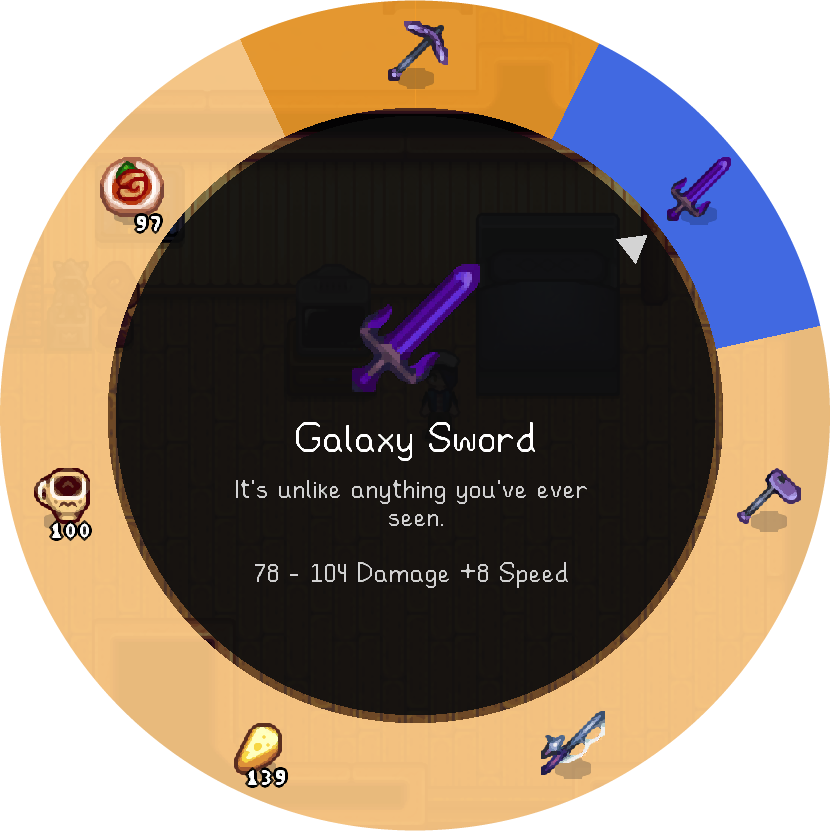 97
Galaxy Sword
It's unlike anything you've ever
seen.
100
78 - 104 Damage +8 Speed
139